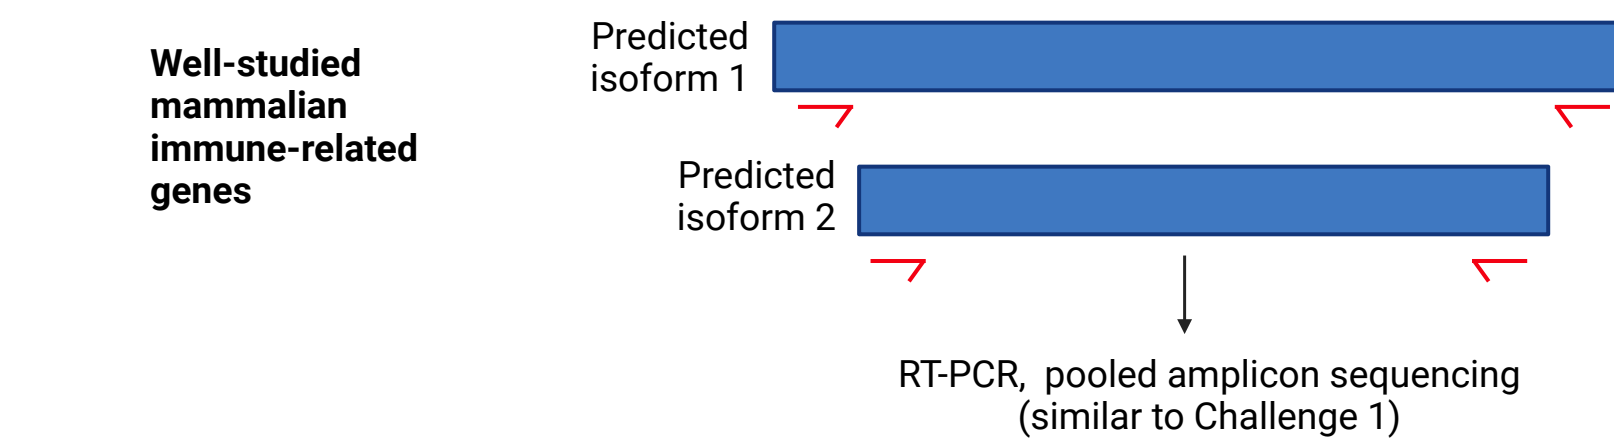 Well-studied
mammalian
immune-related
genes
Predicted
isoform 1
Predicted
isoform 2
RT-PCR, pooled amplicon sequencing
(similar to Challenge 1)